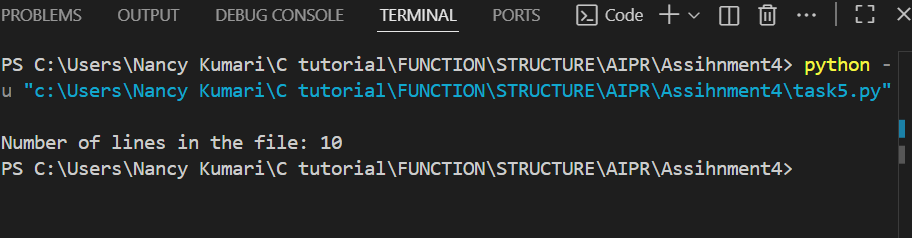 PROBLEMS OUTPUT DEBUG CONSOLE TERMINAL PORTS Code
PS C:\Users\Nancy Kumari\C tutorial\FUNCTION\STRUCTURE\AIPR\Assihnment4> python -
u "c:\Users\Nancy Kumari\C tutorial\FUNCTION\STRUCTURE\AIPR\Assihnment4\task5.py"
Number of lines in the file: 10
PS C:\Users\Nancy Kumari\C tutorial\FUNCTION\STRUCTURE\AIPR\Assihnment4>